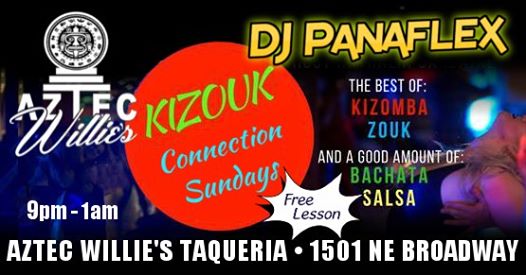 DJ PANAFLEX
AZTEC
Willie's
KIZOUK
Connection
Sundays
THE BEST OF:
KIZOMBA
ZOUK
AND A GOOD AMOUNT OF:
BACHATA
SALSA
Free
Lesson
9pm - 1am
AZTEC WILLIE'S TAQUERIA • 1501 NE BROADWAY